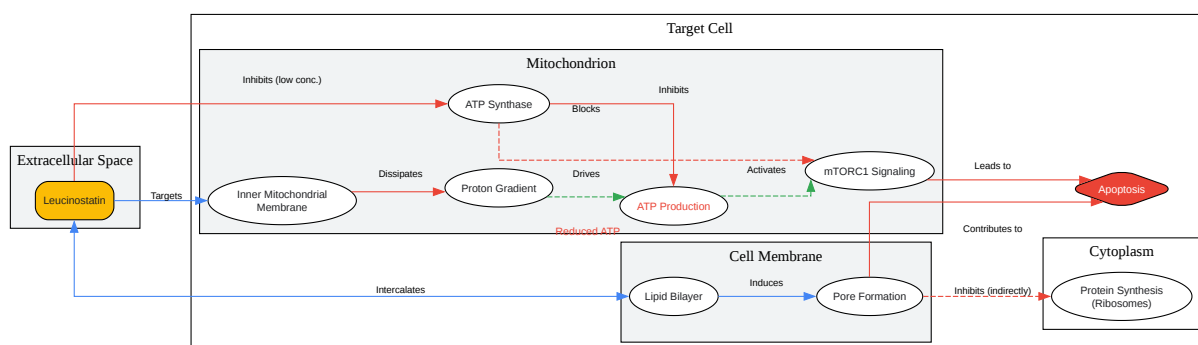 Target Cell
Mitochondrion
Inhibits (low conc.)
Inhibits
ATP Synthase
Blocks
Extracellular Space
Leucinostatin
Targets
Inner Mitochondrial
Membrane
Dissipates
Proton Gradient
Drives
ATP Production
Activates
mTORC1 Signaling
Leads to
Apoptosis
Reduced ATP
Contributes to
Cell Membrane
Intercalates
Lipid Bilayer
Induces
Pore Formation
Inhibits (indirectly)
Cytoplasm
Protein Synthesis
(Ribosomes)